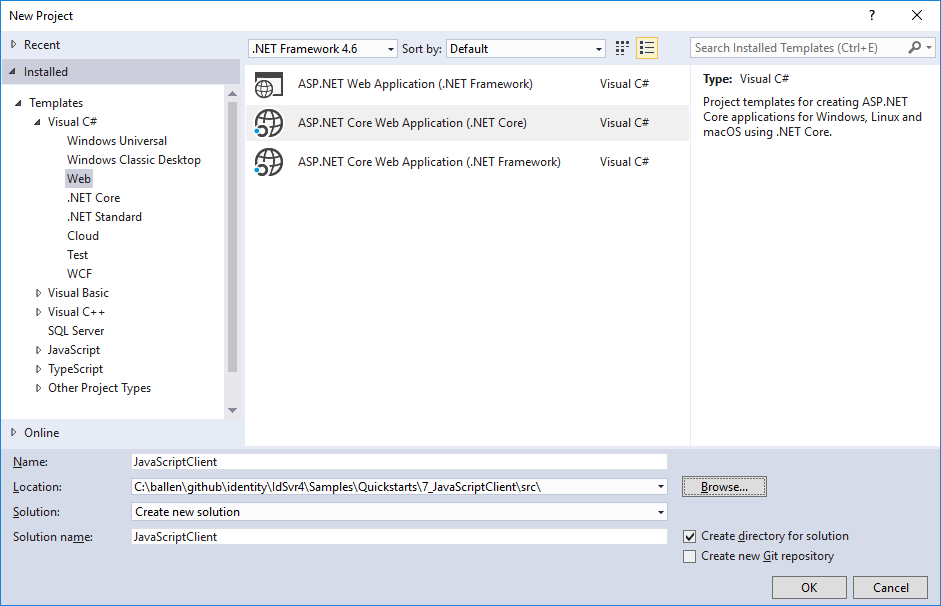 New Project
?
Recent
.NET Framework 4.6
Sort by:
Default
Search Installed Templates (Ctrl+E)
Installed
Templates
Visual C#
Windows Universal
Windows Classic Desktop
Web
.NET Core
.NET Standard
Cloud
Test
WCF
Visual Basic
Visual C++
SQL Server
JavaScript
TypeScript
Other Project Types
Online
ASP.NET Web Application (.NET Framework) Visual C#
ASP.NET Core Web Application (.NET Core) Visual C#
ASP.NET Core Web Application (.NET Framework) Visual C#
Type: Visual C#
Project templates for creating ASP.NET
Core applications for Windows, Linux and
macOS using .NET Core.
Name: JavaScriptClient
Location: C:\ballen\github\identity\IdSvr4\Samples\Quickstarts\7_JavaScriptClient\src\
Browse...
Solution: Create new solution
Solution name: JavaScriptClient
Create directory for solution
Create new Git repository
OK
Cancel